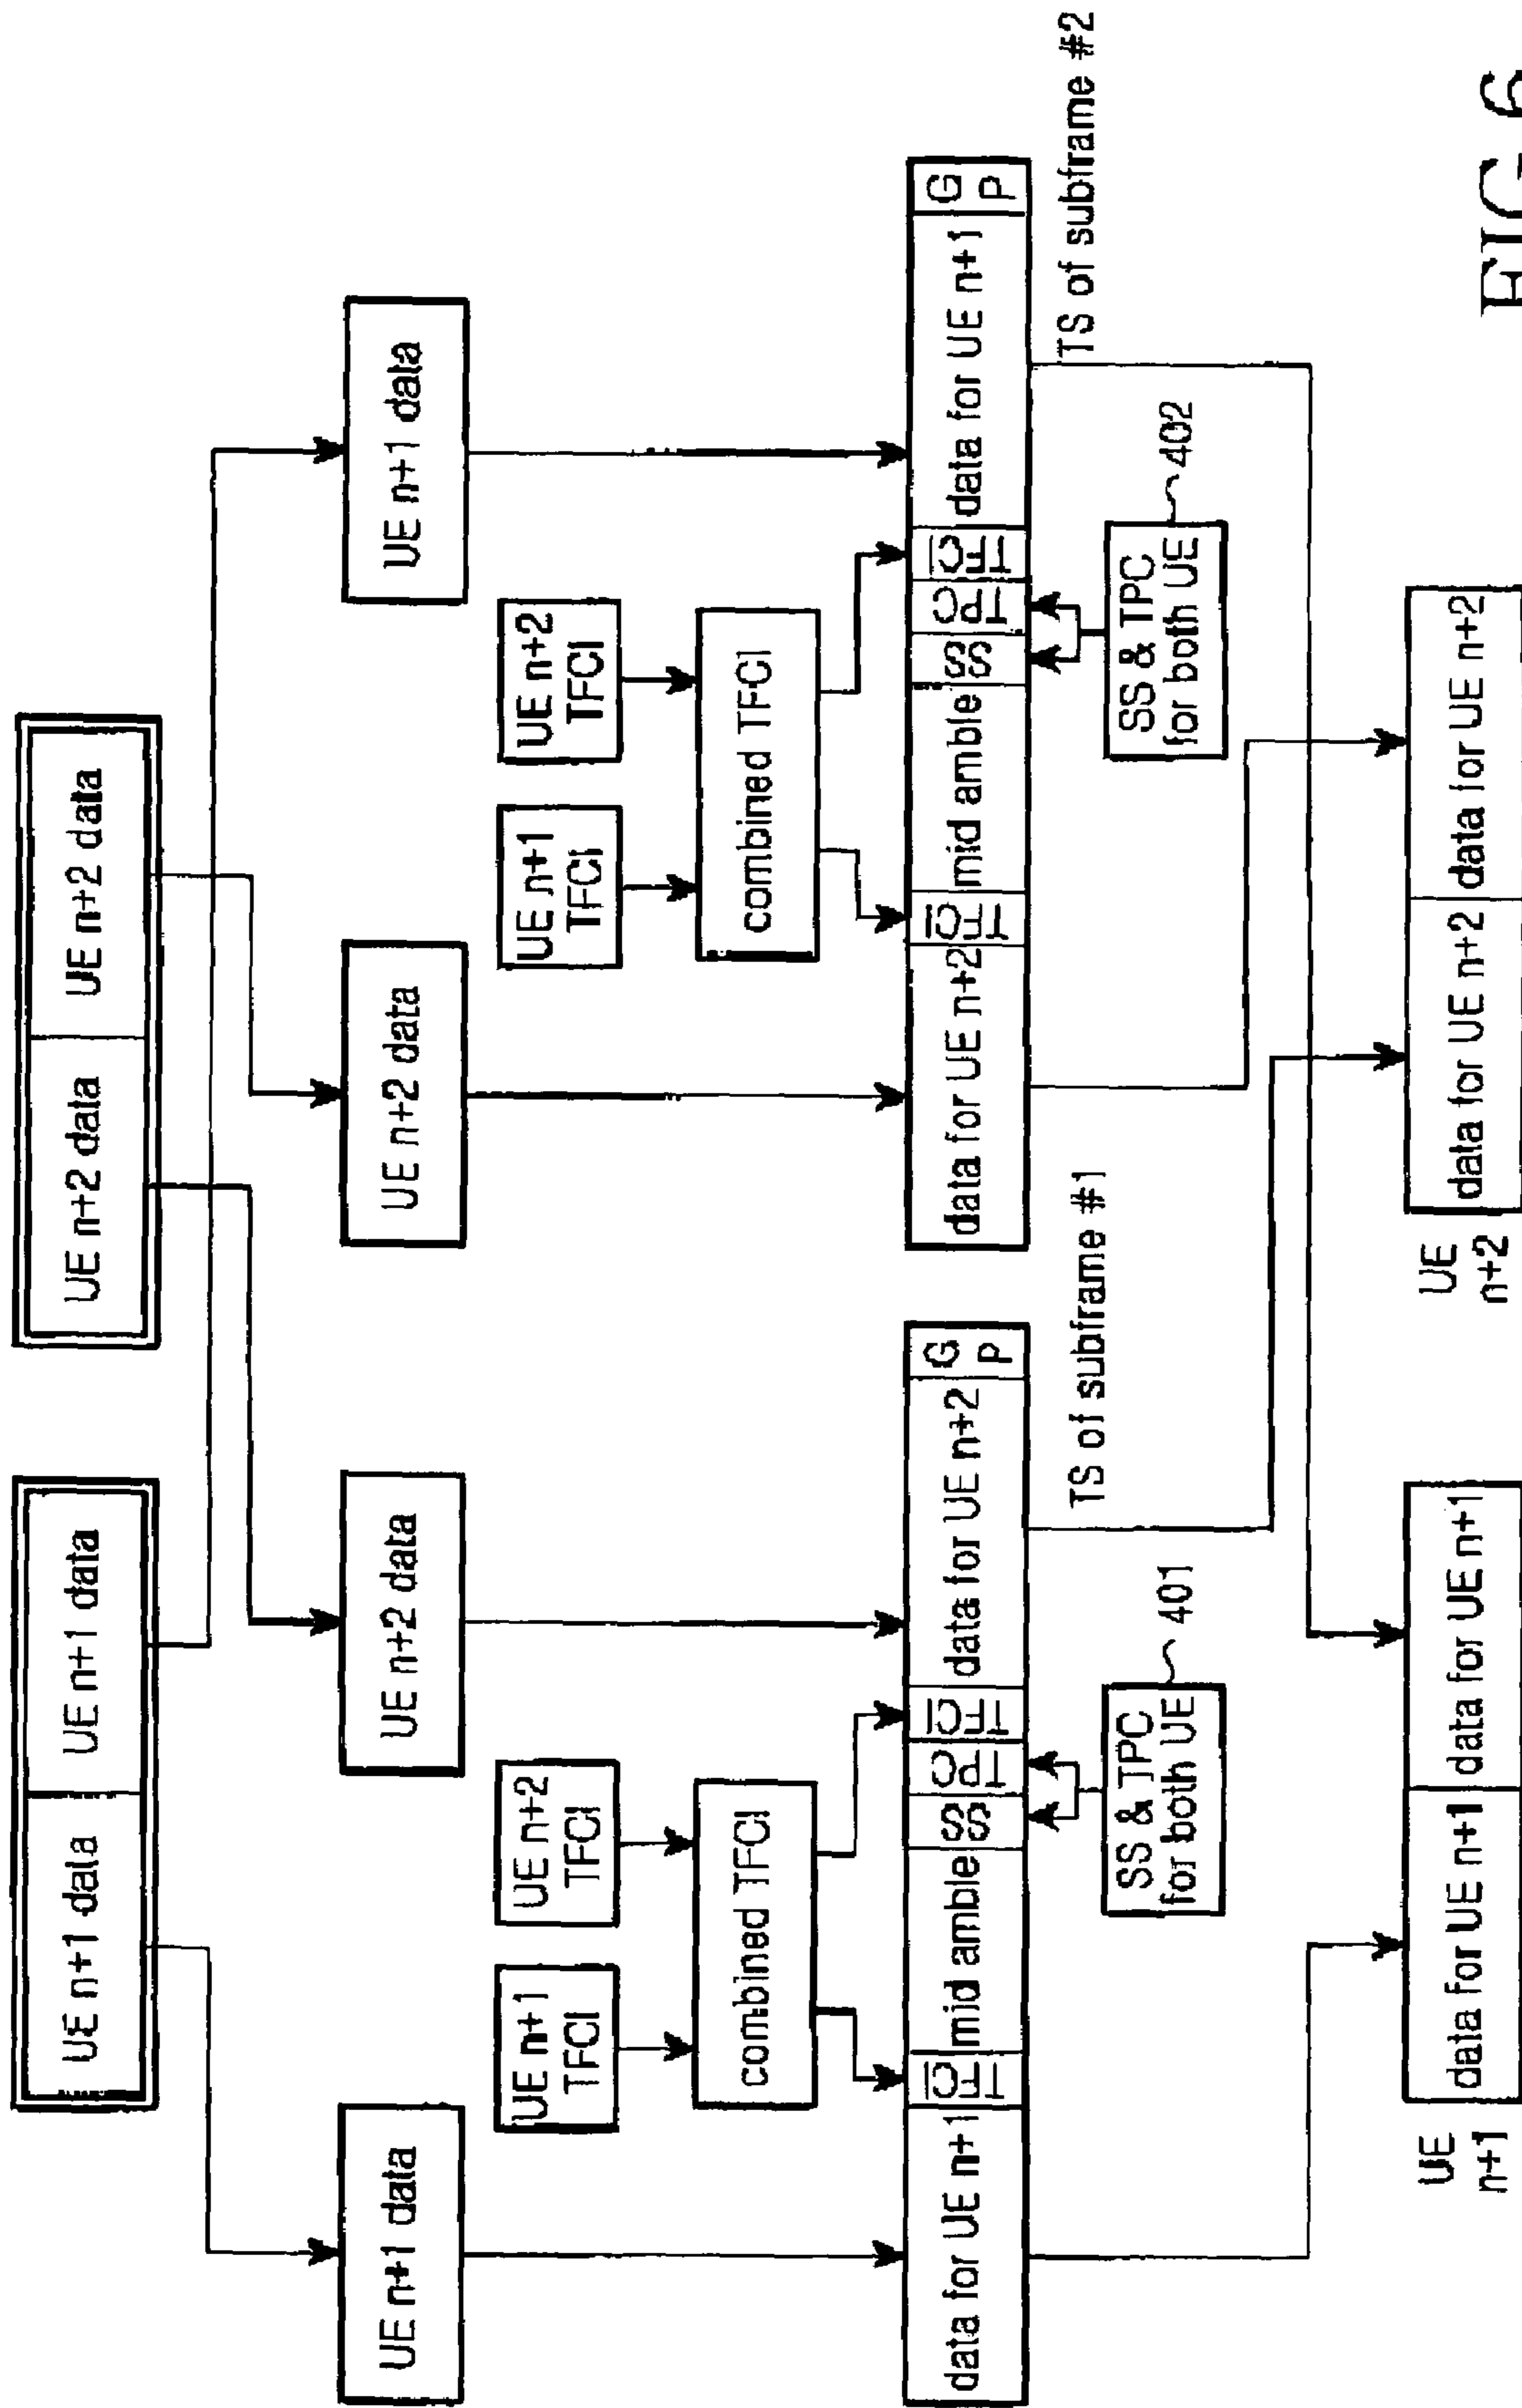 UE n+1 data
UE n+1 data
UE n+2 data
UE n+2 data
UE n+1 data
UE n+2 data
UE n+2 data
UE n+1 data
UE n+1
TFCI
UE n+2
TFCI
UE n+1
TFCI
UE n+2
TFCI
combined TFCI
combined TFCI
data for UE n+1
TFCI
mid amble
SS
TPC
TFCI
data for UE n+2
G
P
data for UE n+2
TFCI
mid amble
SS
TPC
TFCI
data for UE n+1
G
P
TS of subframe #1
TS of subframe #2
SS & TPC
for both UE
401
SS & TPC
for both UE
402
UE
n+1
data for UE n+1
data for UE n+1
UE
n+2
data for UE n+2
data for UE n+2
FIG. 6